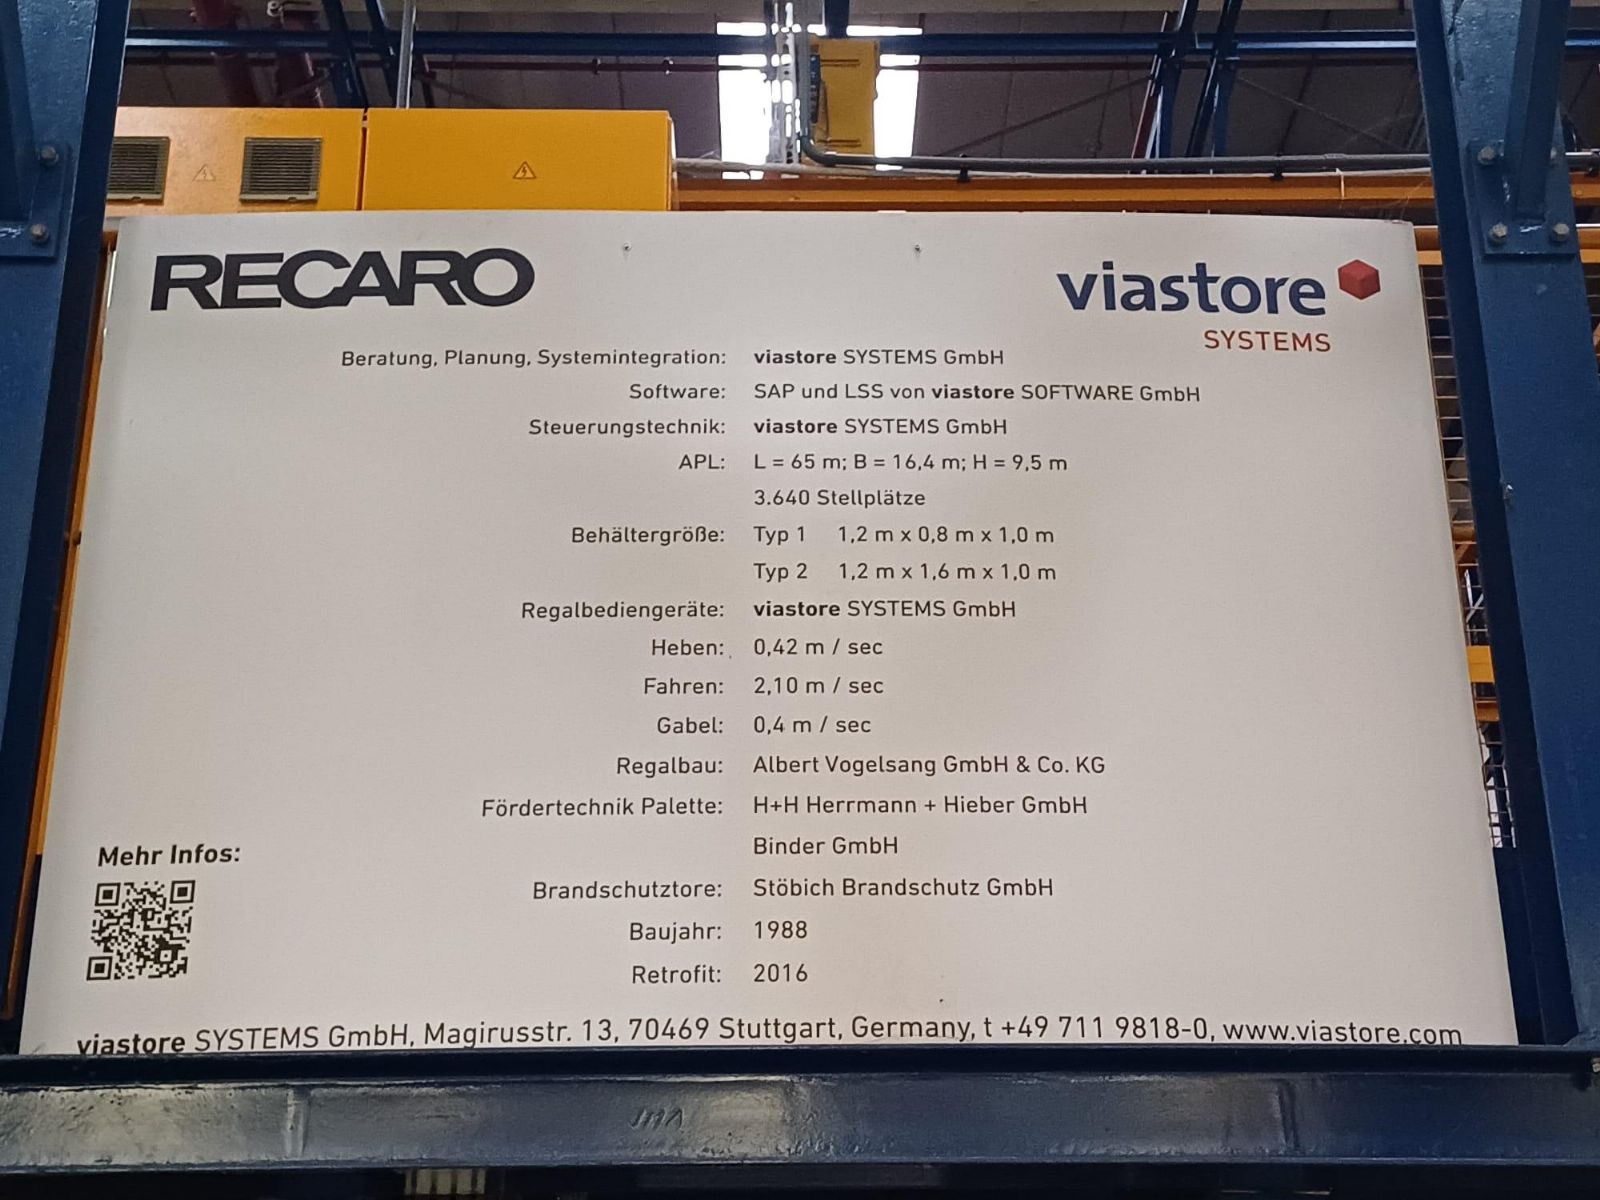 RECARO
viastore
SYSTEMS
Beratung, Planung, Systemintegration: viastore SYSTEMS GmbH
Software: SAP und LSS von viastore SOFTWARE GmbH
Steuerungstechnik: viastore SYSTEMS GmbH
APL: L = 65 m; B = 16,4 m; H = 9,5 m
3.640 Stellplätze
Behältergröße: Typ 1 1,2 m x 0,8 m x 1,0 m
Typ 2 1,2 m x 1,6 m x 1,0 m
Regalbediengeräte: viastore SYSTEMS GmbH
Heben: 0,42 m / sec
Fahren: 2,10 m / sec
Gabel: 0,4 m / sec
Regalbau: Albert Vogelsang GmbH & Co. KG
Fördertechnik Palette: H+H Herrmann + Hieber GmbH
Binder GmbH
Brandschutztore: Stöbich Brandschutz GmbH
Baujahr: 1988
Retrofit: 2016
Mehr Infos:
viastore SYSTEMS GmbH, Magirusstr. 13, 70469 Stuttgart, Germany, t +49 711 9818-0, www.viastore.com